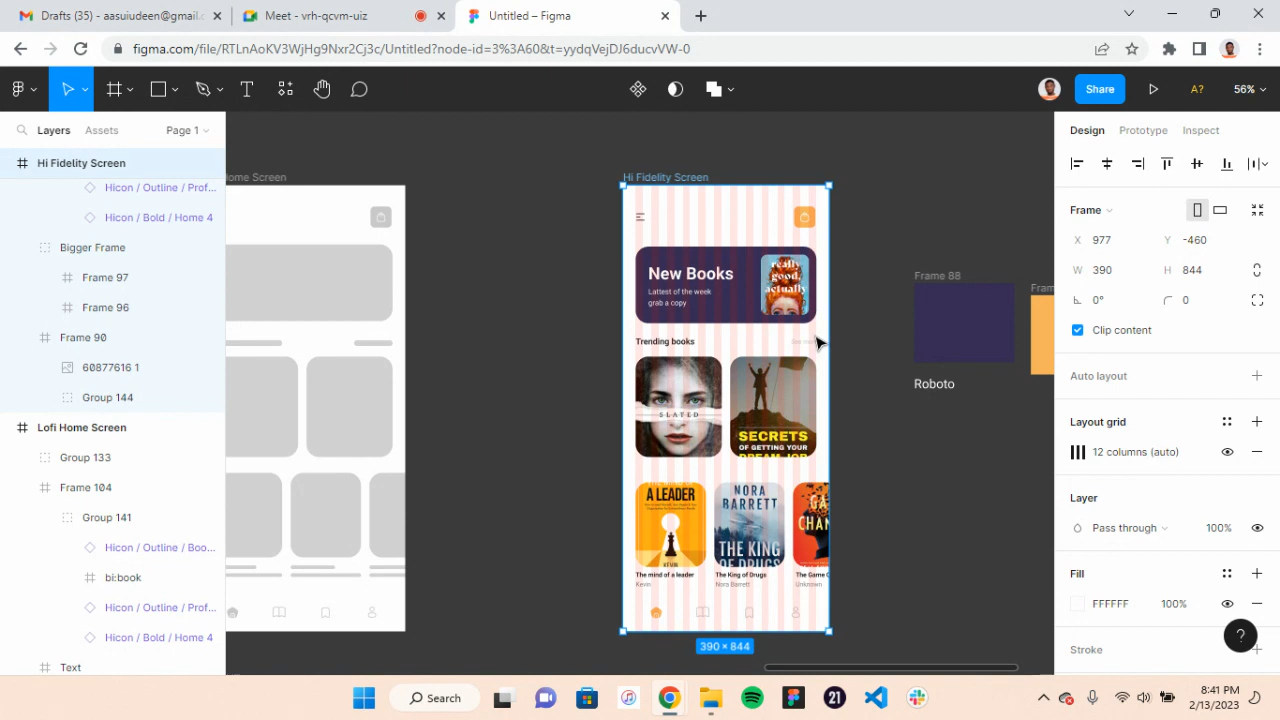 Drafts (35) - aasuiudeen@gmail.c
Meet - vrh-qcvm-uiz
Untitled – Figma
figma.com/file/RTLnAoKV3WjHg9Nxr2Cj3c/Untitled?node-id=3%3A60&t=yydqVejDJ6ducvVW-0
Share
A?
56%
Layers
Assets
Page 1
Hi Fidelity Screen
Hicon / Outline / Prof...
Hicon / Bold / Home 4
Bigger Frame
Frame 97
Frame 96
Frame 90
60877616 1
Group 144
Lofi Home Screen
Group 138
Frame 104
Group 141
Hicon / Outline / Boo...
bi:book
Hicon / Outline / Prof...
Hicon / Bold / Home 4
Text
Home Screen
Hi Fidelity Screen
New Books
Lattest of the week
grab a copy
really
good,
actually
Trending books
SLATED
SECRETS
OF GETTING YOUR
DREAM JOB
A LEADER
KEVIN
NORA
BARRETT
THE KING
OF DRUGS
GA
CHAN
The mind of a leader
Kevin
The King of Drugs
Nora Barrett
The Game C
Unknown
390 × 844
Frame 88
Fram
Roboto
Design
Prototype
Inspect
Frame
X 977
Y -460
W 390
H 844
0°
0
Clip content
Auto layout
Layout grid
12 columns (auto)
Layer
Pass through
100%
Fill
FFFFFF
100%
Stroke
?
Search
21
8:41 PM
2/13/2023